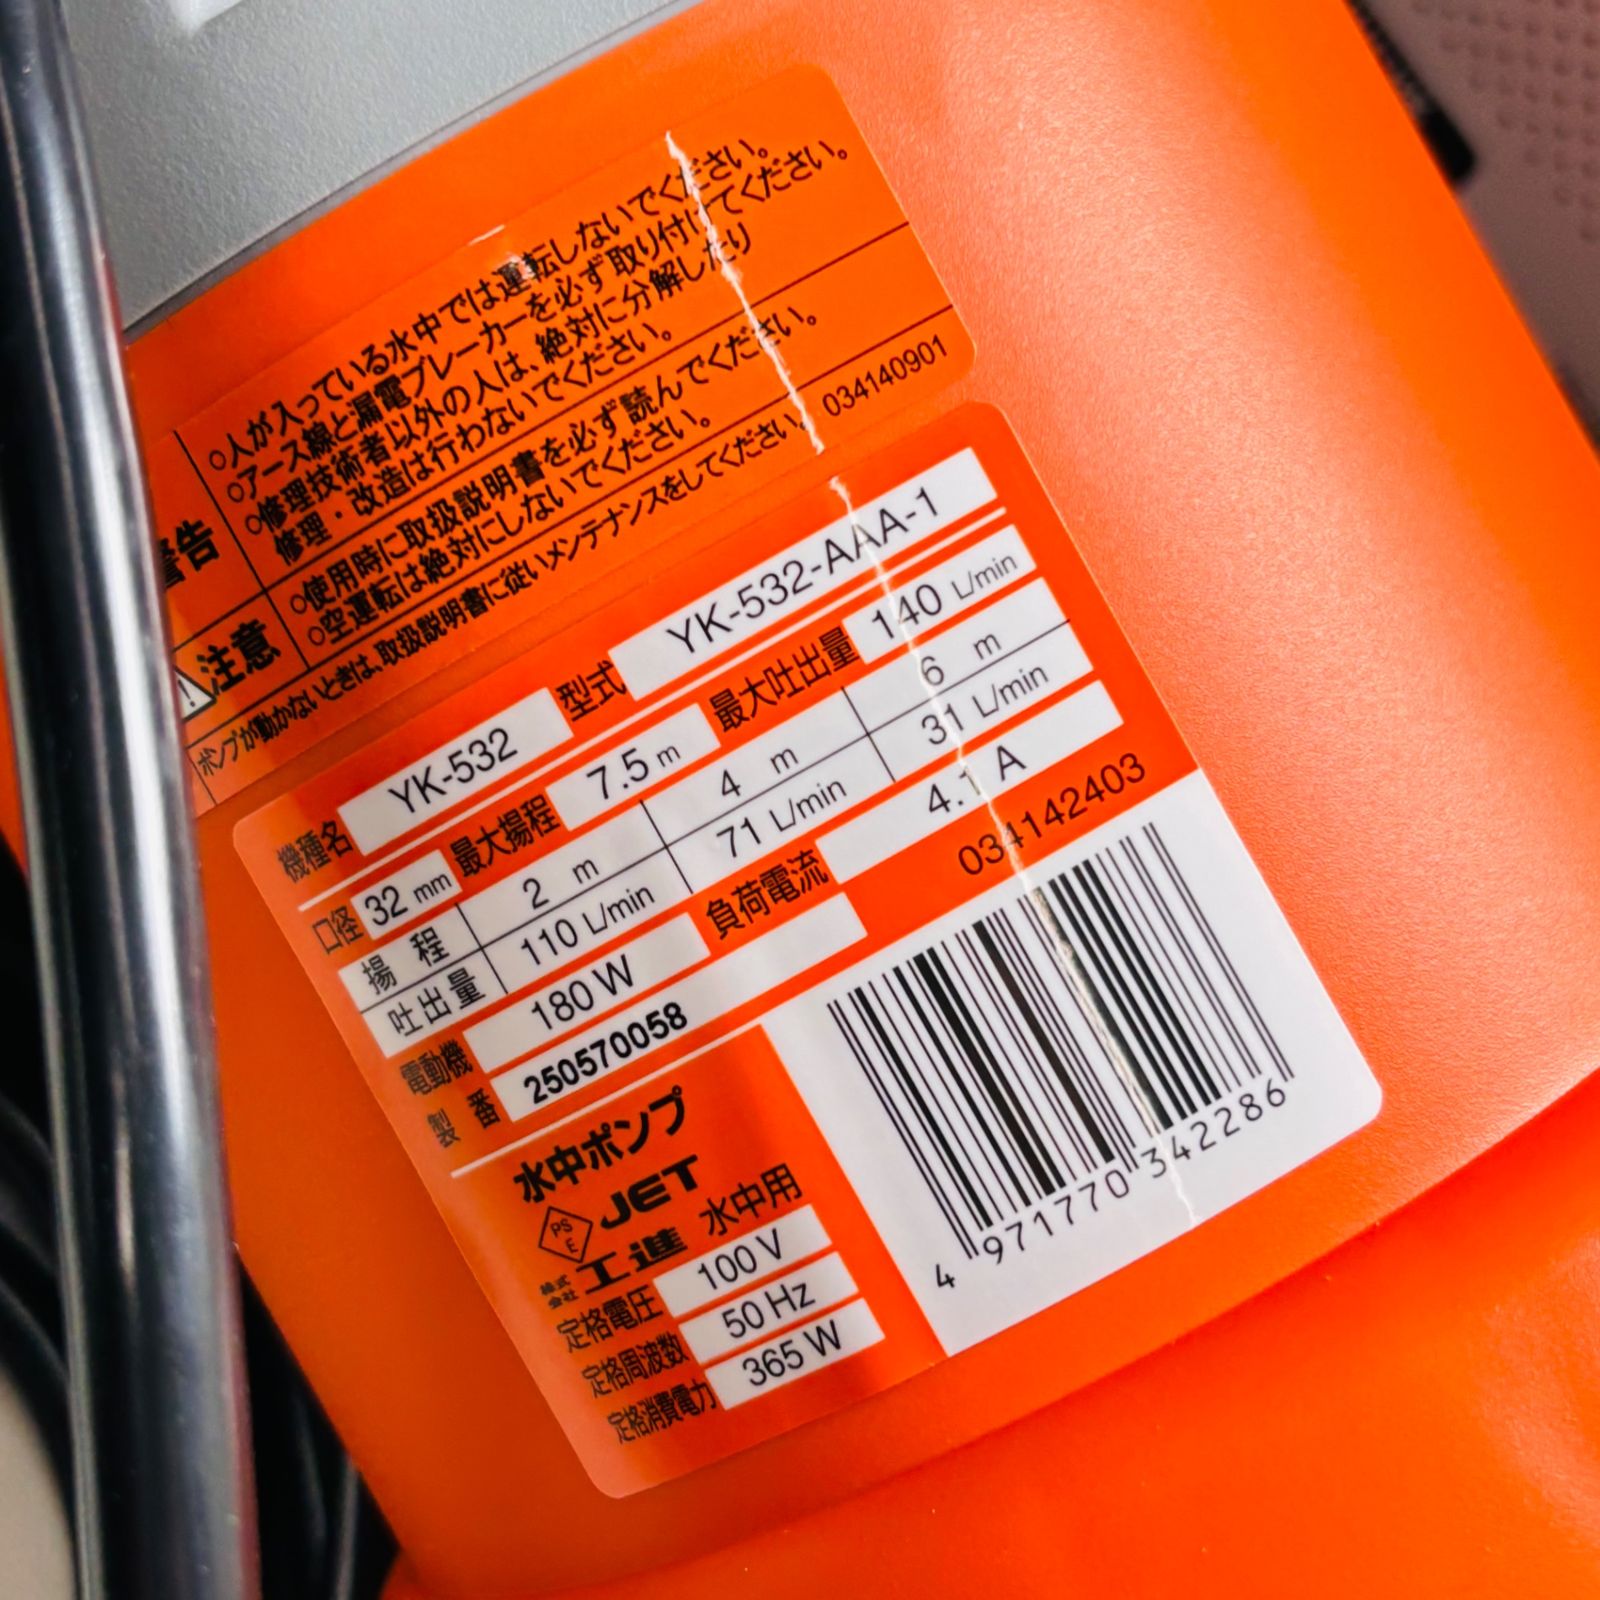 警告
○人が入っている水中では運転しないでください。
○アース線と漏電ブレーカーを必ず取り付けてください。
○修理技術者以外の人は、絶対に分解したり
修理・改造は行わないでください。
注意
○使用時に取扱説明書を必ず読んでください。
○空運転は絶対にしないでください。
ポンプが動かないときは、取扱説明書に従いメンテナンスをしてください。 034140901
機種名 YK-532 型式 YK-532-AAA-1
口径 32 mm 最大揚程 7.5 m 最大吐出量 140 L/min
揚程 2 m 4 m 6 m
吐出量 110 L/min 71 L/min 31 L/min
電動機 180 W 負荷電流 4.1 A
製番 250570058 034142403
水中ポンプ
PSE JET
株式会社 工進 水中用
定格電圧 100 V
定格周波数 50 Hz
定格消費電力 365 W
4 971770 342286